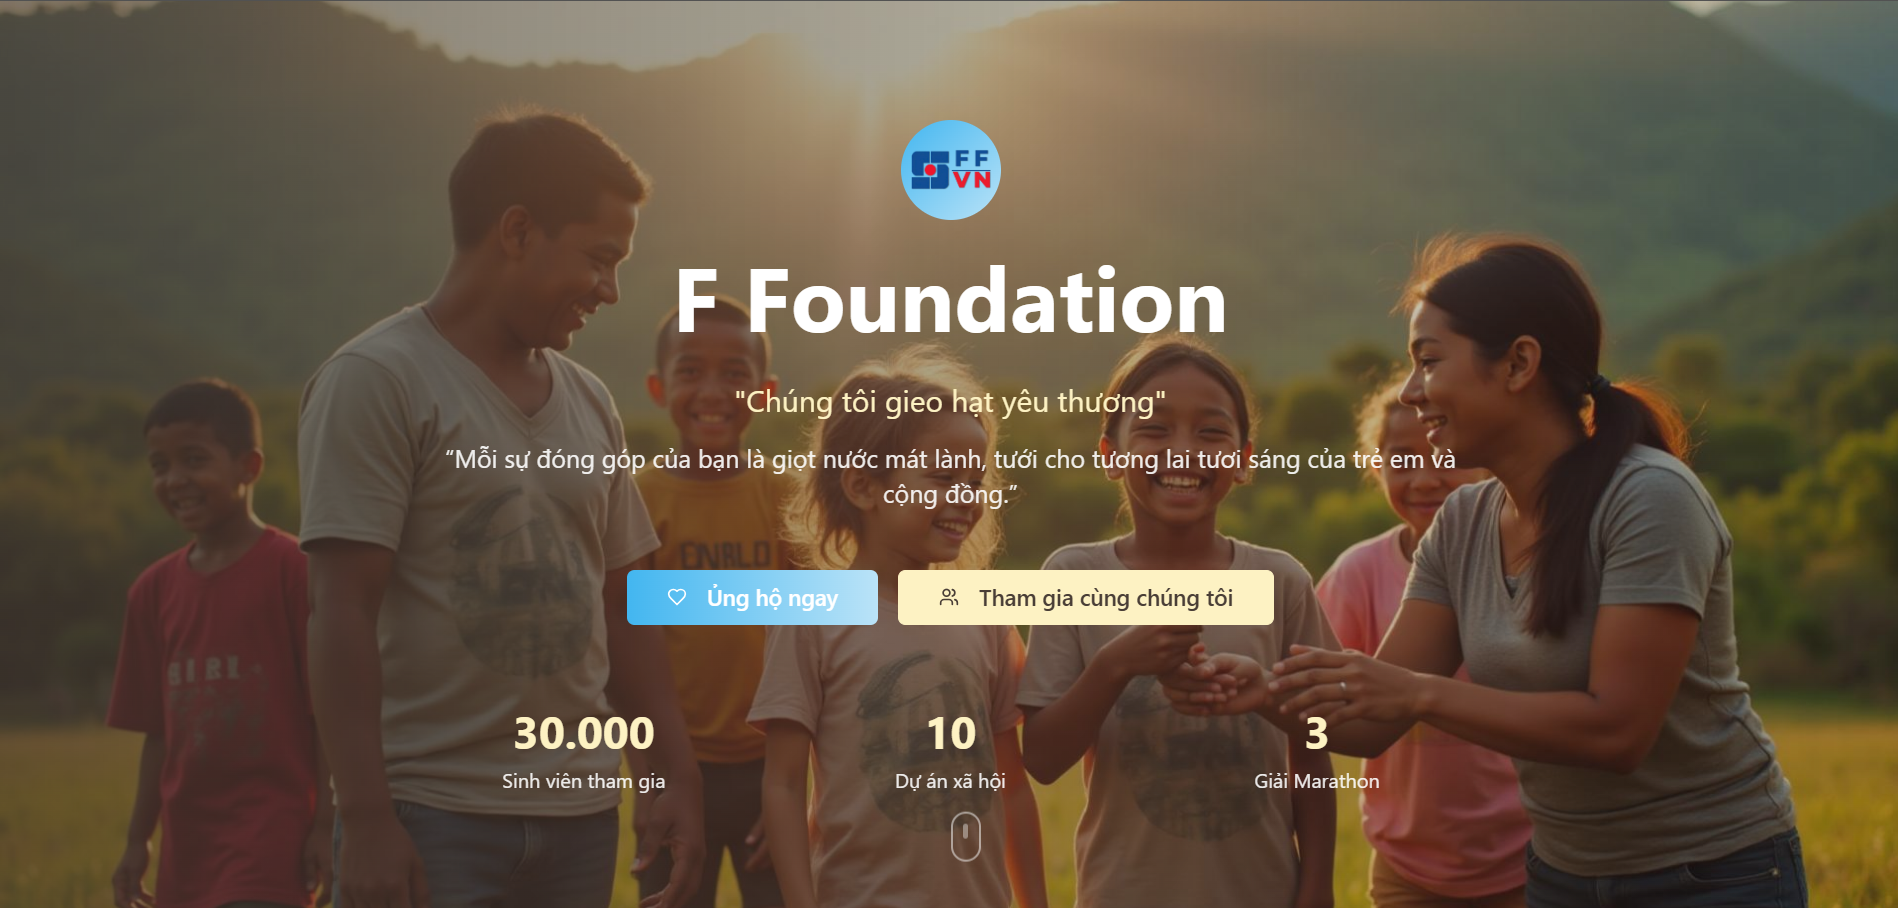 FF
VN
F Foundation
"Chúng tôi gieo hạt yêu thương"
“Mỗi sự đóng góp của bạn là giọt nước mát lành, tưới cho tương lai tươi sáng của trẻ em và
cộng đồng.”
Ủng hộ ngay
Tham gia cùng chúng tôi
30.000
10
3
Sinh viên tham gia
Dự án xã hội
Giải Marathon